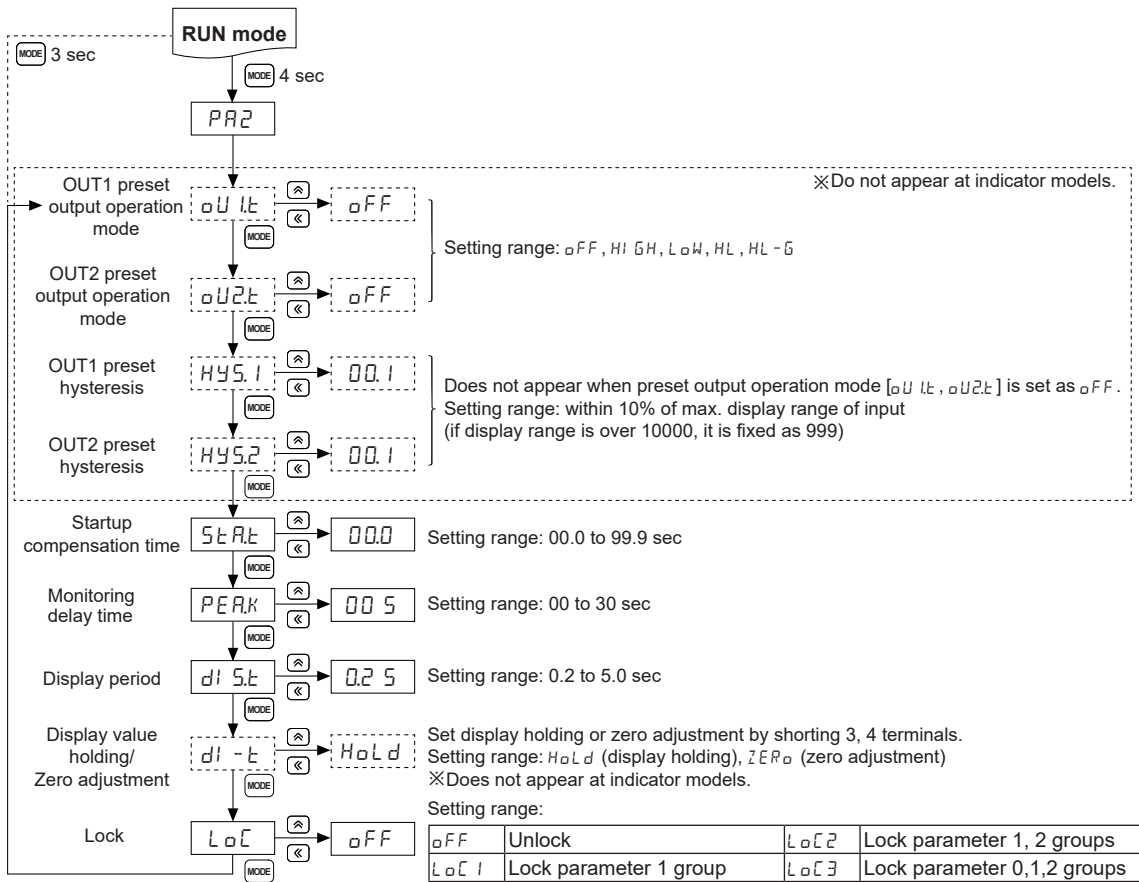 RUN mode
MODE 3 sec
MODE 4 sec
PA2
※Do not appear at indicator models.
OUT1 preset
output operation
mode
oU1.t
oFF
MODE
Setting range: oFF, HIGH, LoW, HL, HL-G
OUT2 preset
output operation
mode
oU2.t
oFF
MODE
OUT1 preset
hysteresis
HYS.1
00.1
MODE
Does not appear when preset output operation mode [oU1.t, oU2.t] is set as oFF.
Setting range: within 10% of max. display range of input
(if display range is over 10000, it is fixed as 999)
OUT2 preset
hysteresis
HYS.2
00.1
MODE
Startup
compensation time
StA.t
00.0
Setting range: 00.0 to 99.9 sec
MODE
Monitoring
delay time
PEA.K
00 S
Setting range: 00 to 30 sec
MODE
Display period
dIS.t
0.2 S
Setting range: 0.2 to 5.0 sec
MODE
Display value
holding/
Zero adjustment
dI-t
HoLd
Set display holding or zero adjustment by shorting 3, 4 terminals.
Setting range: HoLd (display holding), ZERo (zero adjustment)
※Does not appear at indicator models.
MODE
Lock
LoC
oFF
MODE
Setting range:
oFF Unlock LoC2 Lock parameter 1, 2 groups
LoC1 Lock parameter 1 group LoC3 Lock parameter 0,1,2 groups